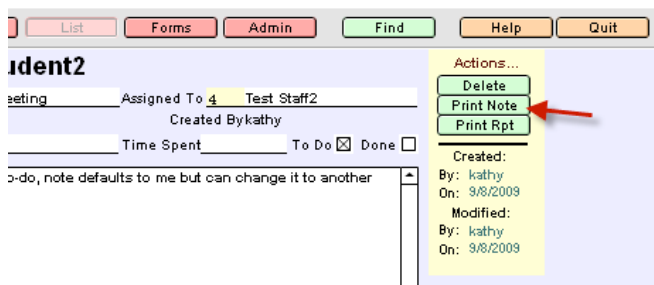 List Forms Admin Find Help Quit
udent2
Actions...
Delete
eeting Assigned To 4 Test Staff2
Print Note
Created Bykathy
Print Rpt
Time Spent To Do Done
Created:
By: kathy
On: 9/8/2009
o-do, note defaults to me but can change it to another
Modified:
By: kathy
On: 9/8/2009